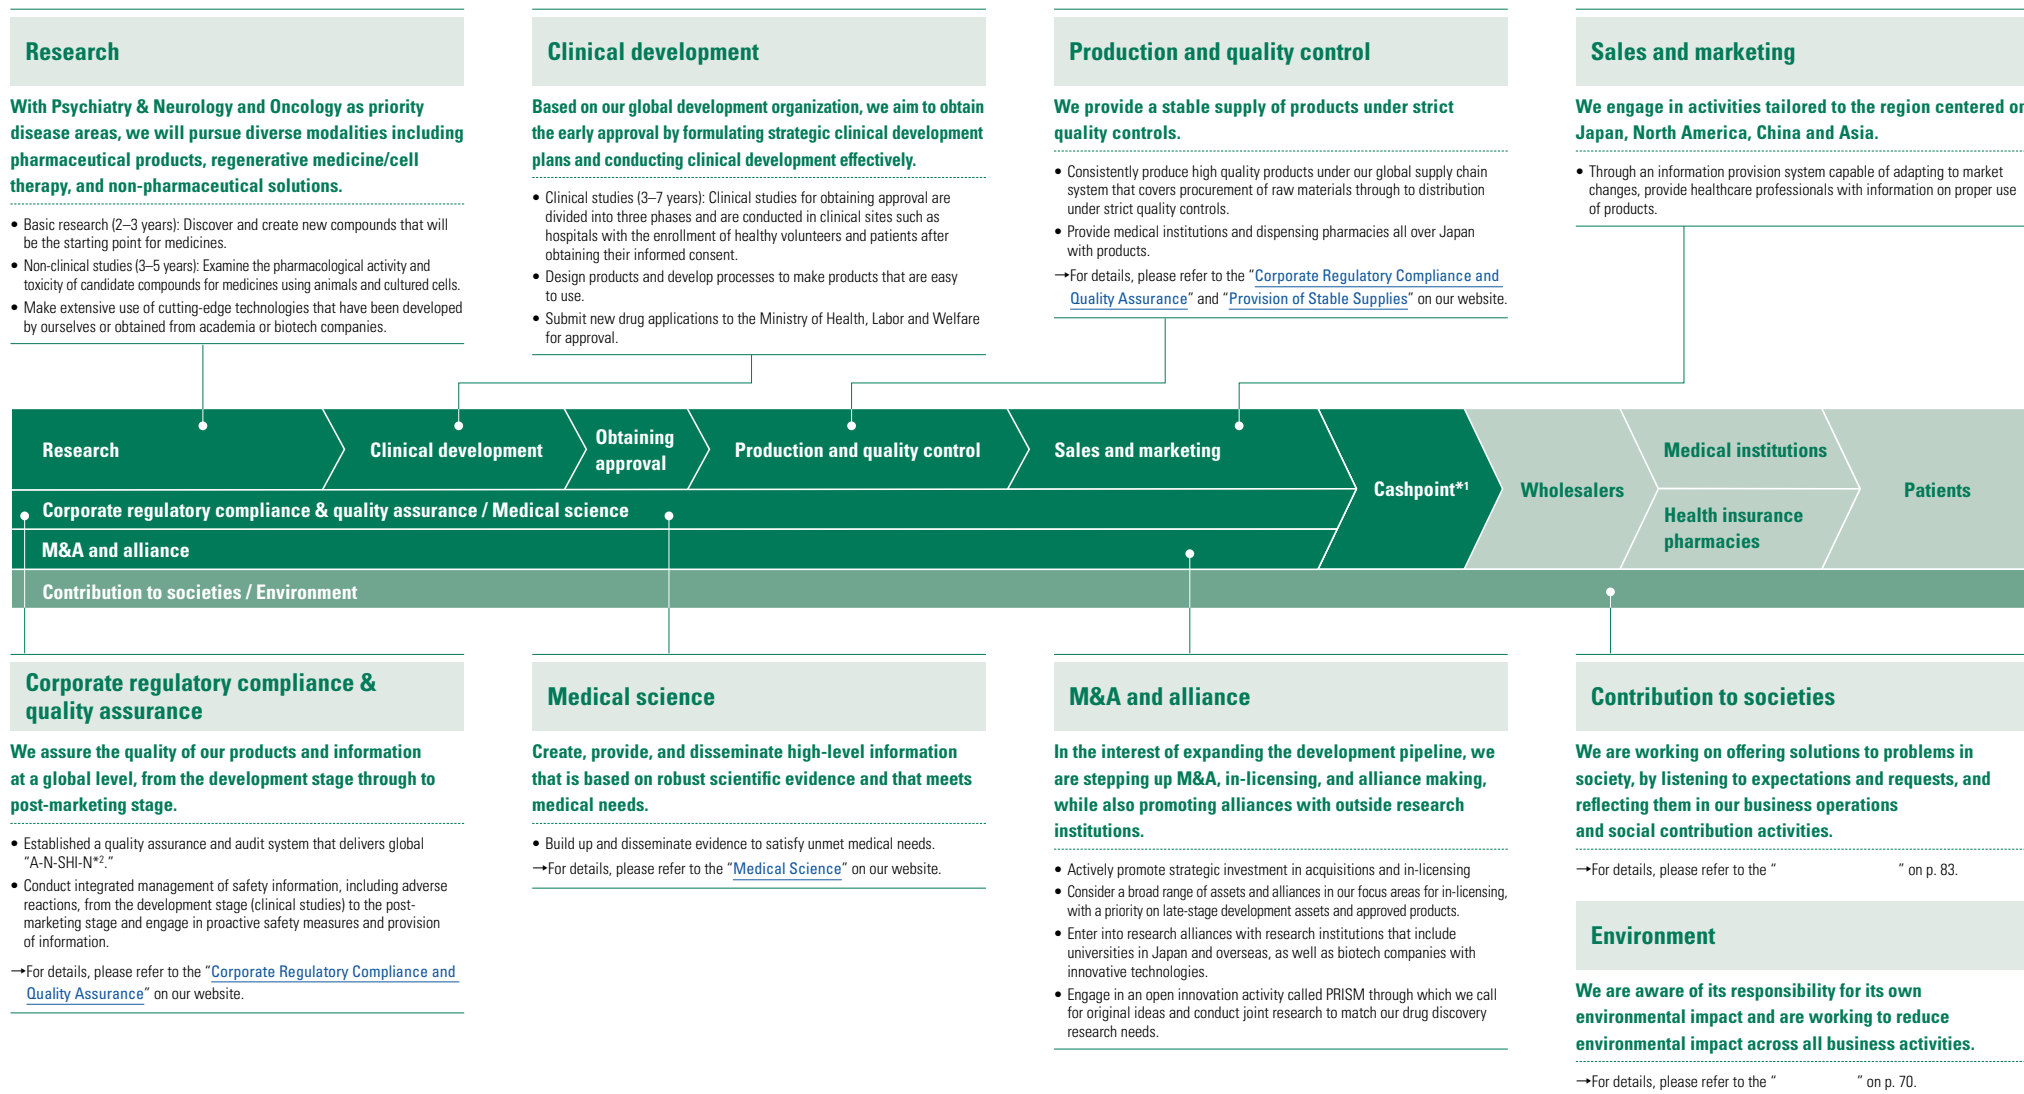 Research
With Psychiatry & Neurology and Oncology as priority
disease areas, we will pursue diverse modalities including
pharmaceutical products, regenerative medicine/cell
therapy, and non-pharmaceutical solutions.
• Basic research (2–3 years): Discover and create new compounds that will
be the starting point for medicines.
• Non-clinical studies (3–5 years): Examine the pharmacological activity and
toxicity of candidate compounds for medicines using animals and cultured cells.
• Make extensive use of cutting-edge technologies that have been developed
by ourselves or obtained from academia or biotech companies.
Clinical development
Based on our global development organization, we aim to obtain
the early approval by formulating strategic clinical development
plans and conducting clinical development effectively.
• Clinical studies (3–7 years): Clinical studies for obtaining approval are
divided into three phases and are conducted in clinical sites such as
hospitals with the enrollment of healthy volunteers and patients after
obtaining their informed consent.
• Design products and develop processes to make products that are easy
to use.
• Submit new drug applications to the Ministry of Health, Labor and Welfare
for approval.
Production and quality control
We provide a stable supply of products under strict
quality controls.
• Consistently produce high quality products under our global supply chain
system that covers procurement of raw materials through to distribution
under strict quality controls.
• Provide medical institutions and dispensing pharmacies all over Japan
with products.
→For details, please refer to the “Corporate Regulatory Compliance and
Quality Assurance” and “Provision of Stable Supplies” on our website.
Sales and marketing
We engage in activities tailored to the region centered on
Japan, North America, China and Asia.
• Through an information provision system capable of adapting to market
changes, provide healthcare professionals with information on proper use
of products.
Research
Clinical development
Obtaining
approval
Production and quality control
Sales and marketing
Cashpoint*1
Wholesalers
Medical institutions
Health insurance
pharmacies
Patients
Corporate regulatory compliance & quality assurance / Medical science
M&A and alliance
Contribution to societies / Environment
Corporate regulatory compliance &
quality assurance
We assure the quality of our products and information
at a global level, from the development stage through to
post-marketing stage.
• Established a quality assurance and audit system that delivers global
“A-N-SHI-N*2.”
• Conduct integrated management of safety information, including adverse
reactions, from the development stage (clinical studies) to the post-
marketing stage and engage in proactive safety measures and provision
of information.
→For details, please refer to the “Corporate Regulatory Compliance and
Quality Assurance” on our website.
Medical science
Create, provide, and disseminate high-level information
that is based on robust scientific evidence and that meets
medical needs.
• Build up and disseminate evidence to satisfy unmet medical needs.
→For details, please refer to the “Medical Science” on our website.
M&A and alliance
In the interest of expanding the development pipeline, we
are stepping up M&A, in-licensing, and alliance making,
while also promoting alliances with outside research
institutions.
• Actively promote strategic investment in acquisitions and in-licensing
• Consider a broad range of assets and alliances in our focus areas for in-licensing,
with a priority on late-stage development assets and approved products.
• Enter into research alliances with research institutions that include
universities in Japan and overseas, as well as biotech companies with
innovative technologies.
• Engage in an open innovation activity called PRISM through which we call
for original ideas and conduct joint research to match our drug discovery
research needs.
Contribution to societies
We are working on offering solutions to problems in
society, by listening to expectations and requests, and
reflecting them in our business operations
and social contribution activities.
→For details, please refer to the “ ” on p. 83.
Environment
We are aware of its responsibility for its own
environmental impact and are working to reduce
environmental impact across all business activities.
→For details, please refer to the “ ” on p. 70.